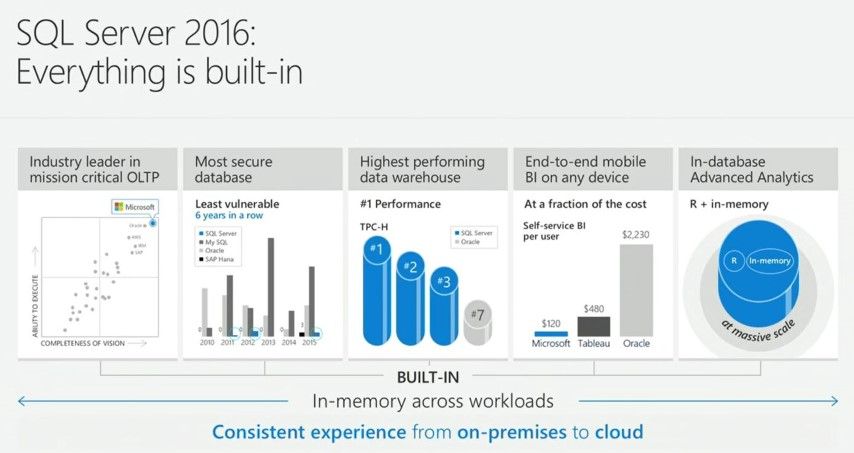 SQL Server 2016:
Everything is built-in
Industry leader in
mission critical OLTP
Microsoft
Oracle
AWS
IBM
SAP
ABILITY TO EXECUTE
COMPLETENESS OF VISION
Most secure
database
Least vulnerable
6 years in a row
SQL Server
My SQL
Oracle
SAP Hana
2010 2011 2012 2013 2014 2015
Highest performing
data warehouse
#1 Performance
TPC-H
SQL Server
Oracle
#1
#2
#3
#7
End-to-end mobile
BI on any device
At a fraction of the cost
Self-service BI
per user
$2,230
$480
$120
Microsoft Tableau Oracle
In-database
Advanced Analytics
R + in-memory
R In-memory
at massive scale
BUILT-IN
In-memory across workloads
Consistent experience from on-premises to cloud